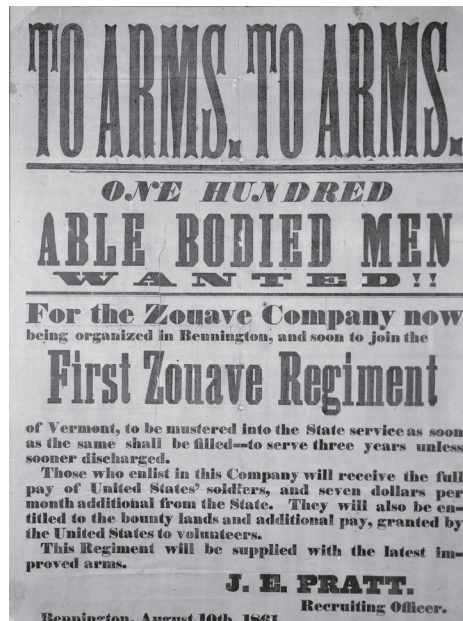 TO ARMS. TO ARMS.
ONE HUNDRED
ABLE BODIED MEN
WANTED!!
For the Zouave Company now
being organized in Bennington, and soon to join the
First Zouave Regiment
of Vermont, to be mustered into the State service as soon
as the same shall be filled—to serve three years unless
sooner discharged.
Those who enlist in this Company will receive the full
pay of United States' soldiers, and seven dollars per
month additional from the State. They will also be en-
titled to the bounty lands and additional pay, granted by
the United States to volunteers.
This Regiment will be supplied with the latest im-
proved arms.
J. E. PRATT.
Recruiting Officer.
Bennington, August 10th, 1861